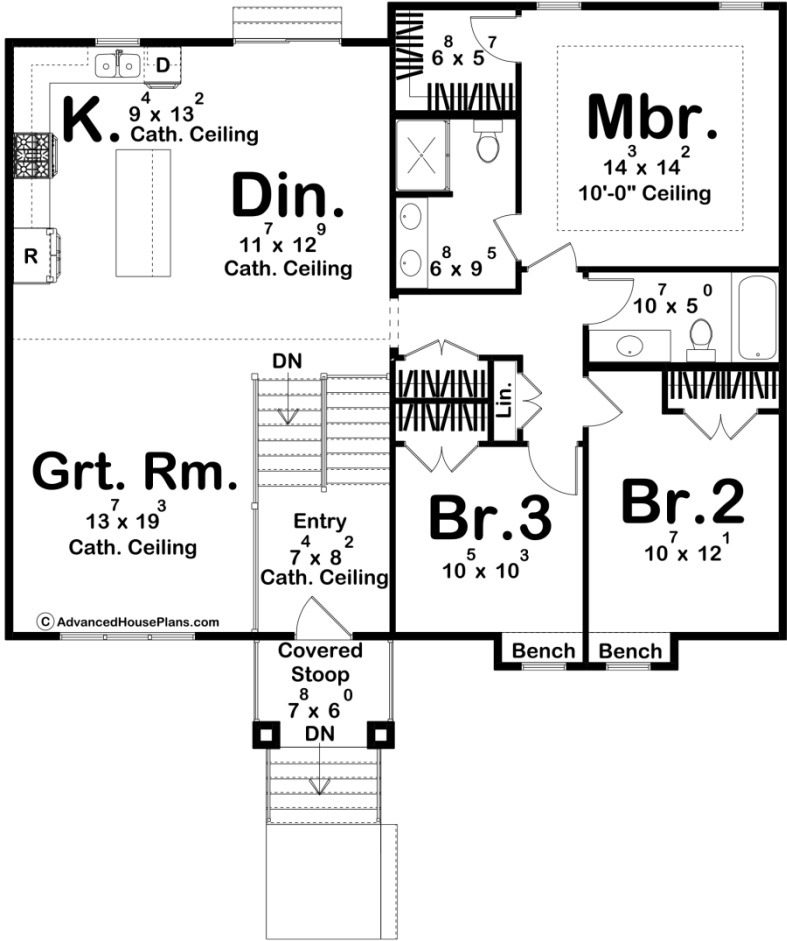 8 7
6 x 5
D
K.
4 2
9 x 13
Cath. Ceiling
Mbr.
3 2
14 x 14
10'-0" Ceiling
Din.
7 9
11 x 12
Cath. Ceiling
R
8 5
6 x 9
7 0
10 x 5
DN
Lin.
Grt. Rm.
7 3
13 x 19
Cath. Ceiling
Entry
4 2
7 x 8
Cath. Ceiling
Br.3
5 3
10 x 10
Br.2
7 1
10 x 12
© AdvancedHousePlans.com
Covered
Stoop
8 0
7 x 6
DN
Bench
Bench